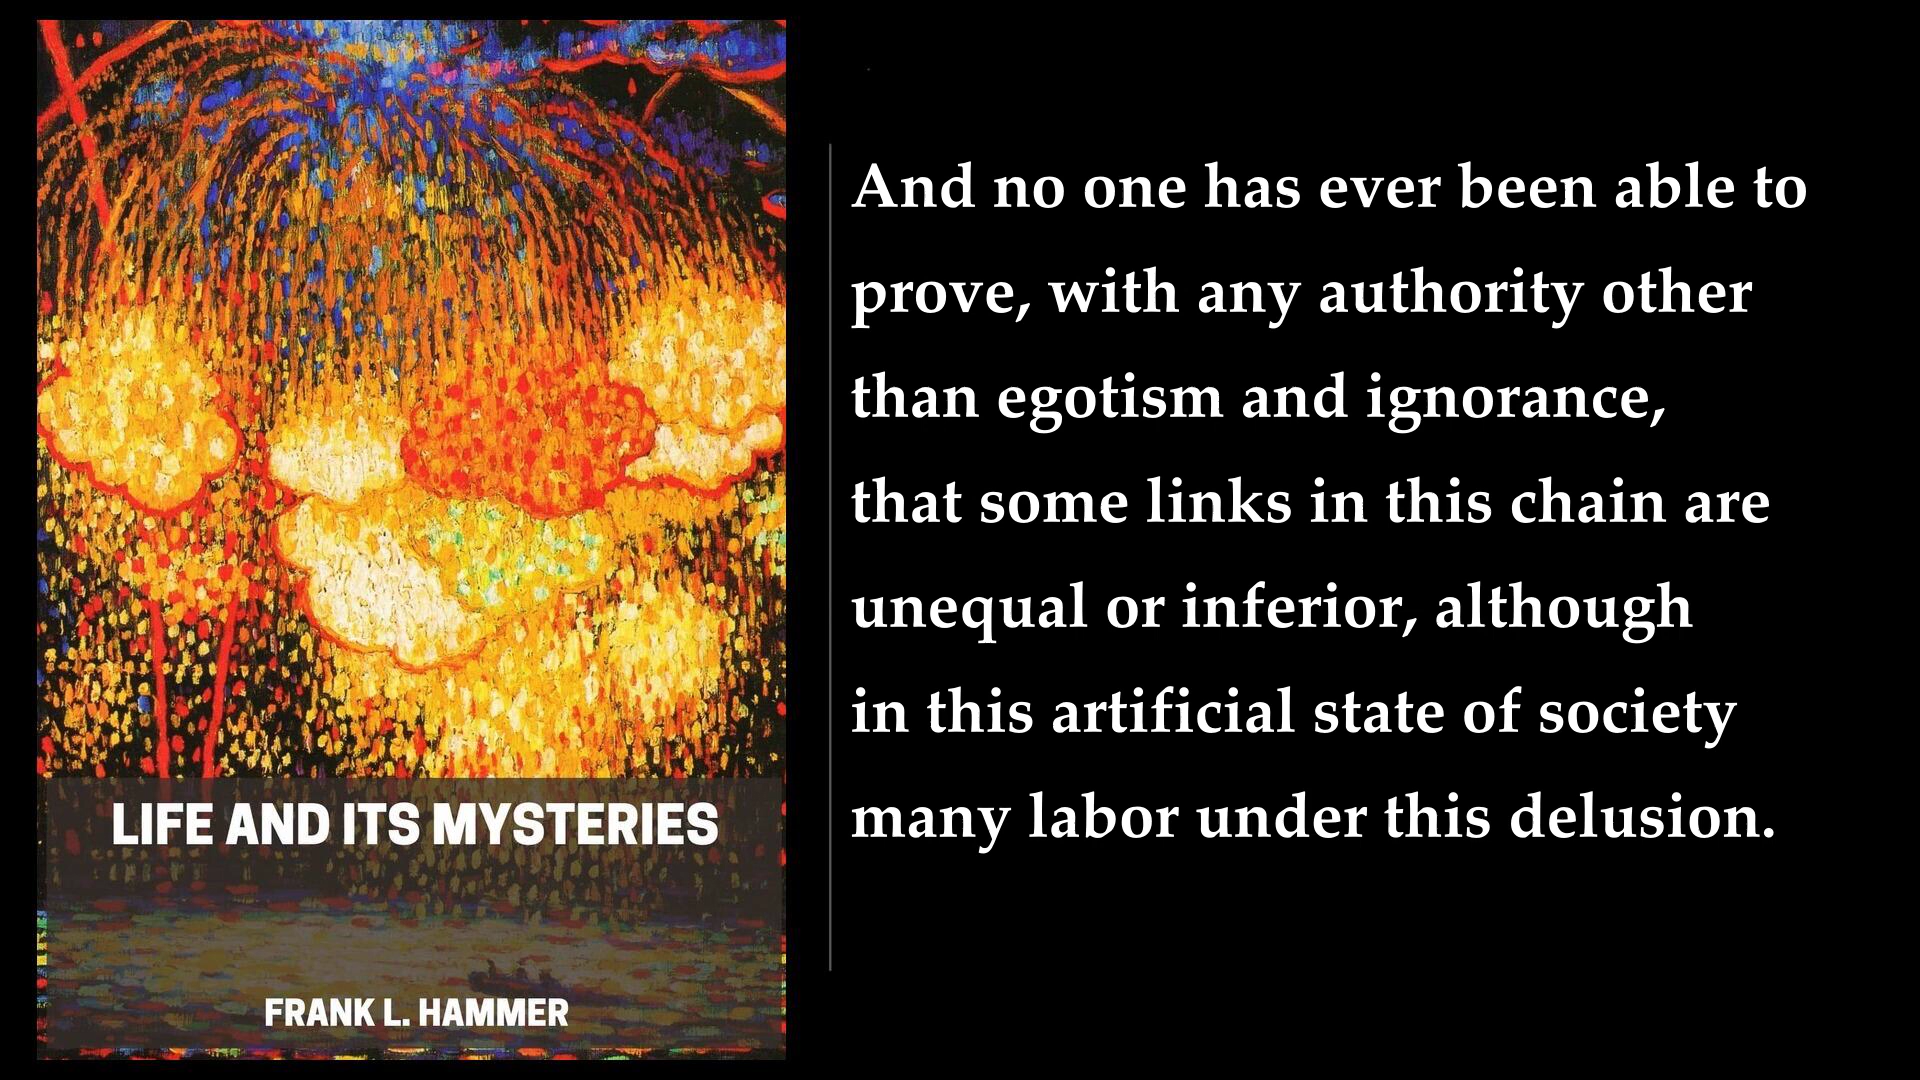 LIFE AND ITS MYSTERIES
FRANK L. HAMMER
And no one has ever been able to
prove, with any authority other
than egotism and ignorance,
that some links in this chain are
unequal or inferior, although
in this artificial state of society
many labor under this delusion.